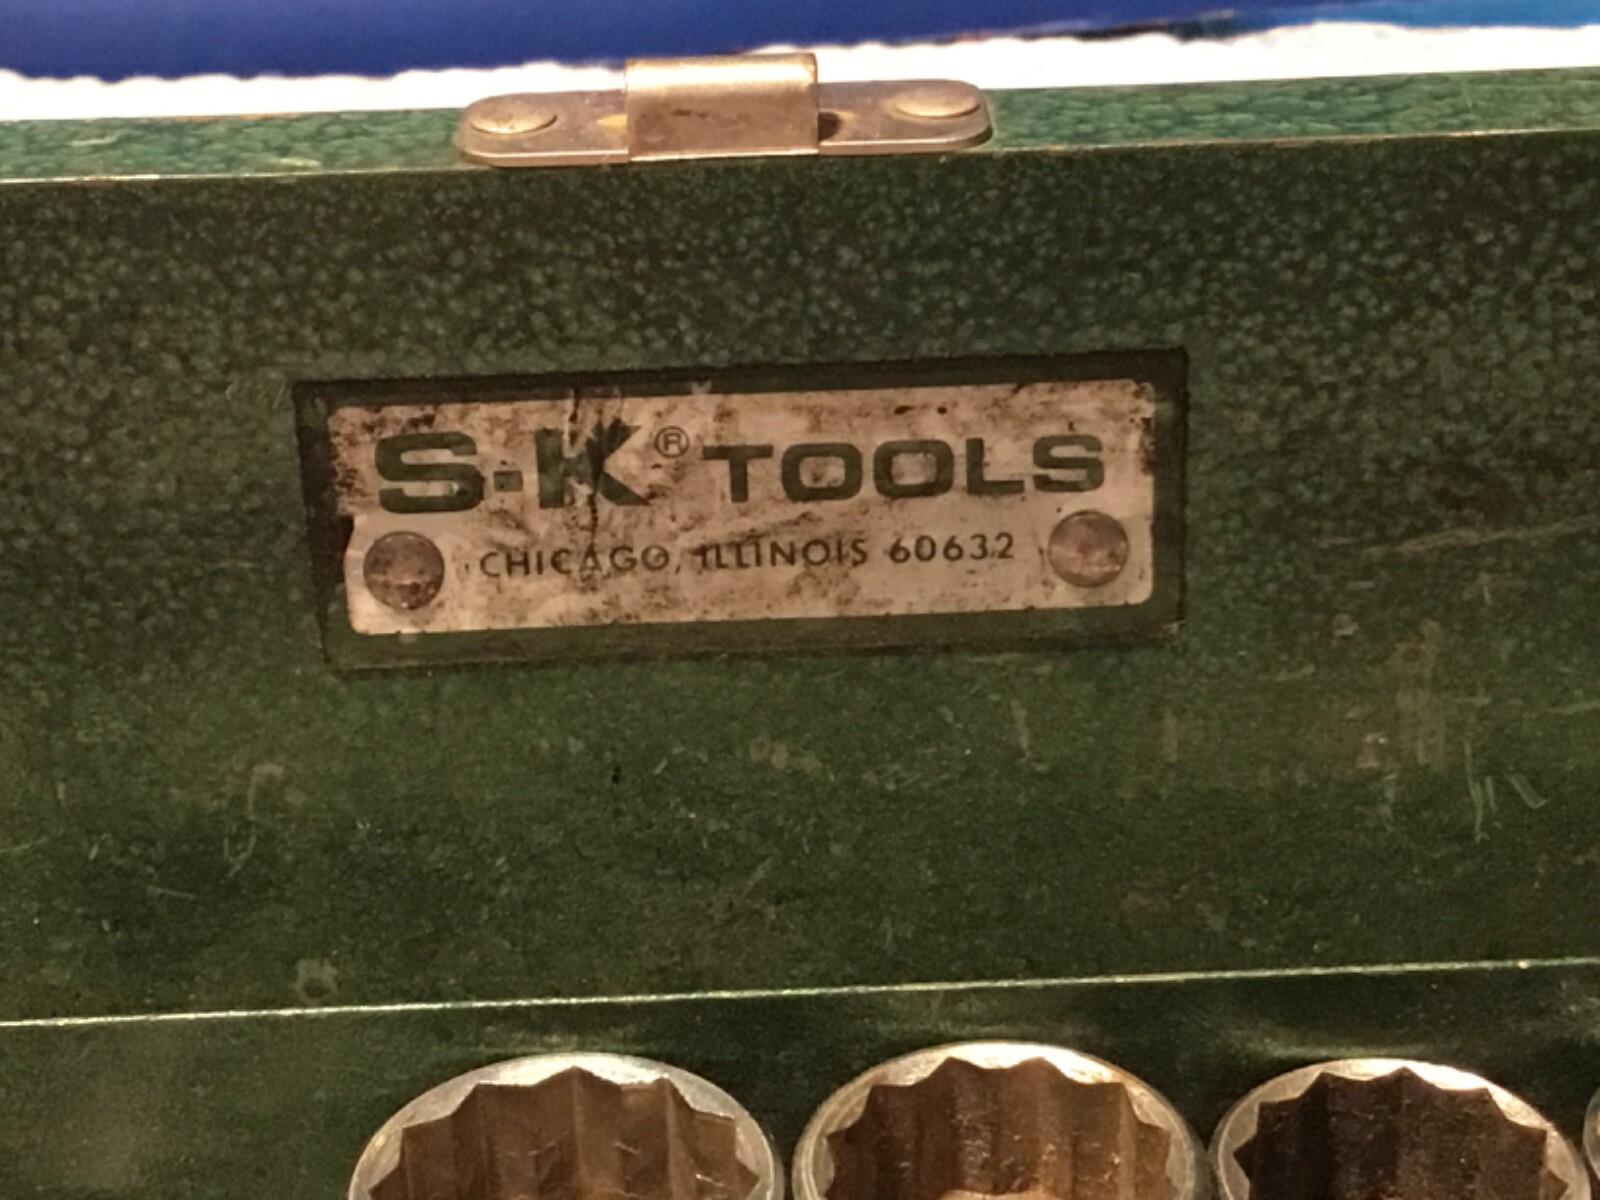 S-K® TOOLS
CHICAGO, ILLINOIS 60632